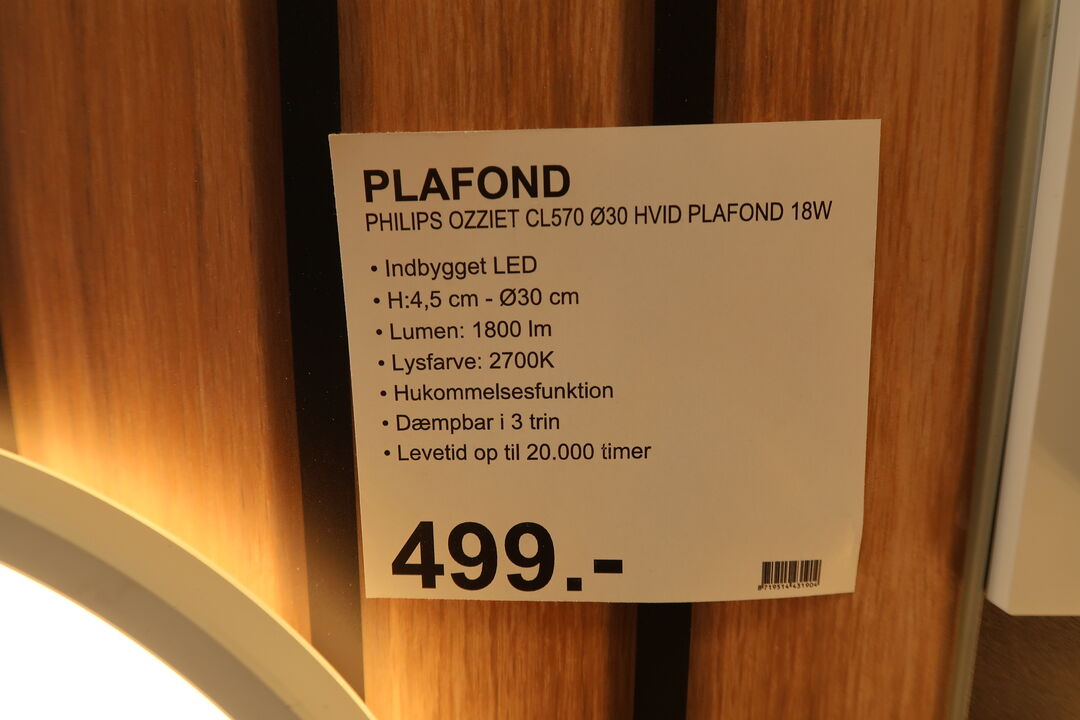 PLAFOND
PHILIPS OZZIET CL570 Ø30 HVID PLAFOND 18W
• Indbygget LED
• H:4,5 cm - Ø30 cm
• Lumen: 1800 lm
• Lysfarve: 2700K
• Hukommelsesfunktion
• Dæmpbar i 3 trin
• Levetid op til 20.000 timer
499.-
8719514431904